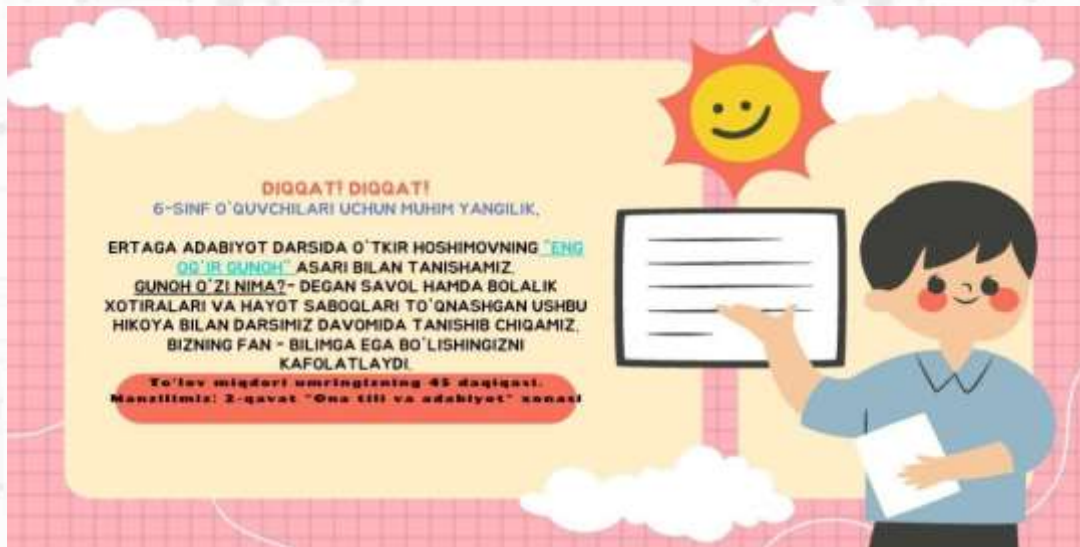 DIQQAT! DIQQAT!
6-SINF O`QUVCHILARI UCHUN MUHIM YANGILIK,
ERTAGA ADABIYOT DARSIDA O`TKIR HOSHIMOVNING "ENG
OG`IR GUNOH" ASARI BILAN TANISHAMIZ.
GUNOH O`ZI NIMA?- DEGAN SAVOL HAMDA BOLALIK
XOTIRALARI VA HAYOT SABOQLARI TO`QNASHGAN USHBU
HIKOYA BILAN DARSIMIZ DAVOMIDA TANISHIB CHIQAMIZ.
BIZNING FAN - BILIMGA EGA BO`LISHINGIZNI
KAFOLATLAYDI.
To'lov miqdori umringizning 45 daqiqasi.
Manzilimiz: 2-qavat "Ona tili va adabiyot" xonasi